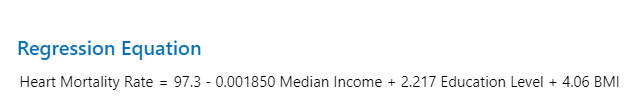 Regression Equation
Heart Mortality Rate = 97.3 - 0.001850 Median Income + 2.217 Education Level + 4.06 BMI